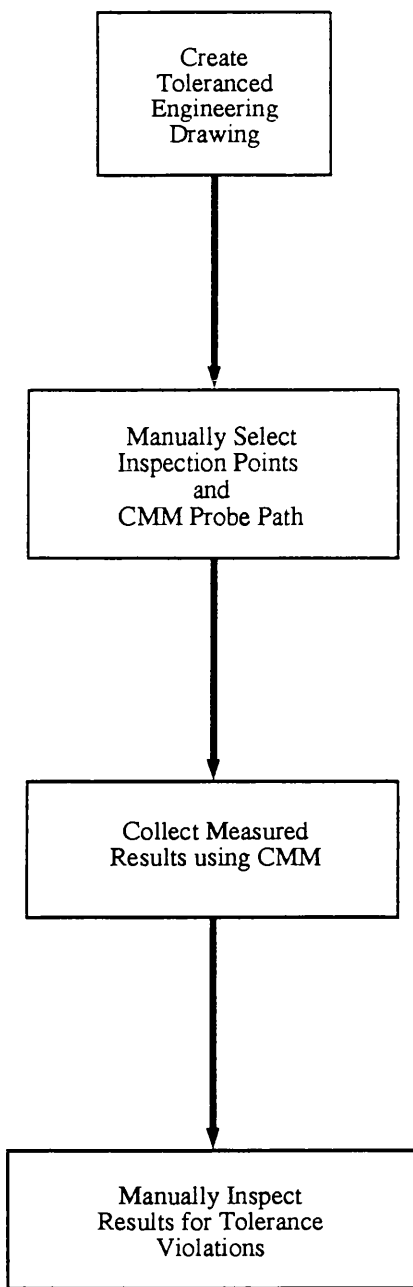 Create
Toleranced
Engineering
Drawing
Manually Select
Inspection Points
and
CMM Probe Path
Collect Measured
Results using CMM
Manually Inspect
Results for Tolerance
Violations